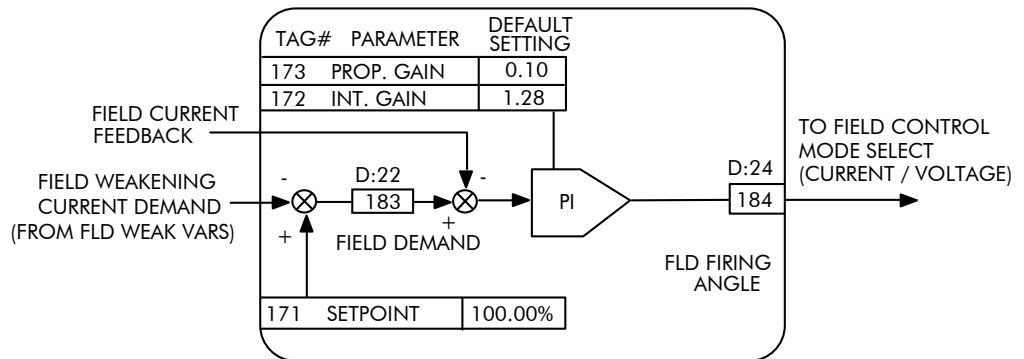 TAG# PARAMETER DEFAULT SETTING
173 PROP. GAIN 0.10
172 INT. GAIN 1.28
FIELD CURRENT
FEEDBACK
TO FIELD CONTROL
MODE SELECT
(CURRENT / VOLTAGE)
FIELD WEAKENING
CURRENT DEMAND
(FROM FLD WEAK VARS)
-
+
D:22
183
FIELD DEMAND
-
+
PI
D:24
184
FLD FIRING
ANGLE
171 SETPOINT 100.00%